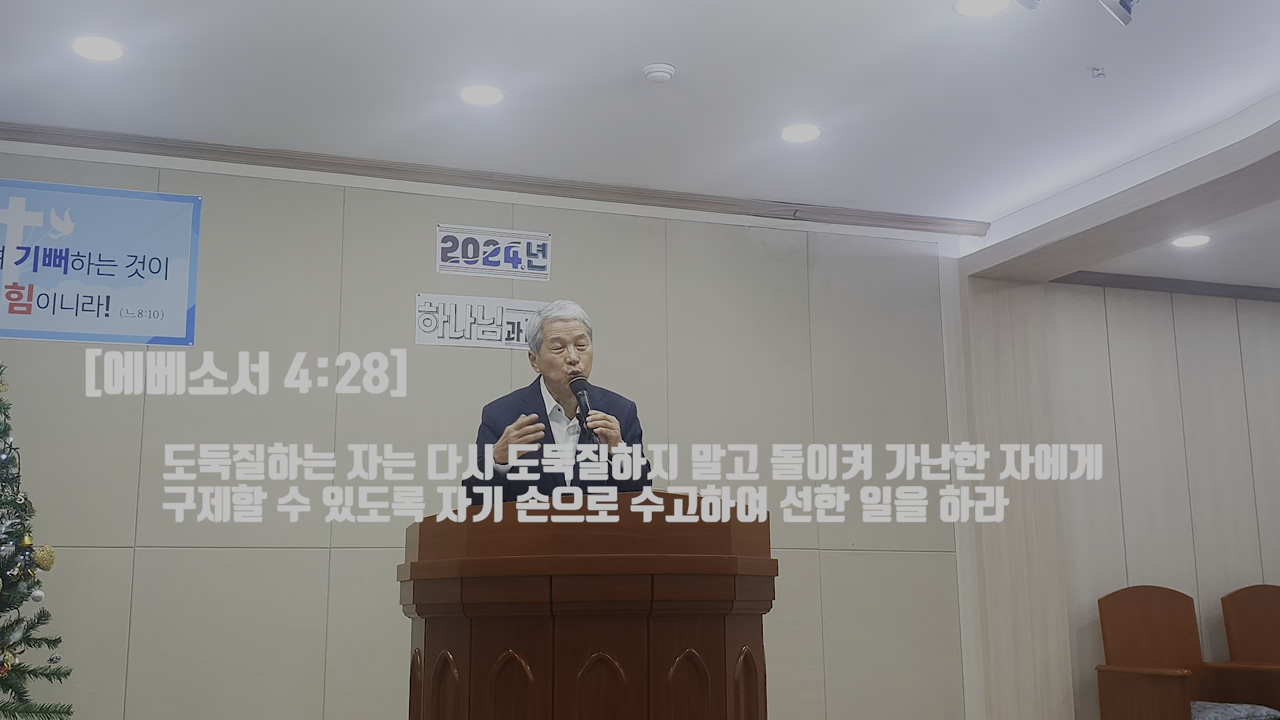 며 기뻐하는 것이
힘이니라! (느8:10)
2024년
하나님과
[에베소서 4:28]
도둑질하는 자는 다시 도둑질하지 말고 돌이켜 가난한 자에게
구제할 수 있도록 자기 손으로 수고하여 선한 일을 하라